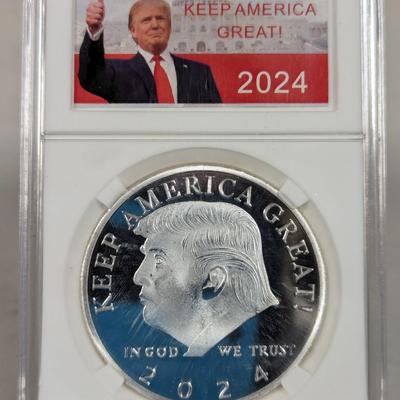 KEEP AMERICA
GREAT!
2024
KEEP AMERICA GREAT!
IN GOD WE TRUST
2024